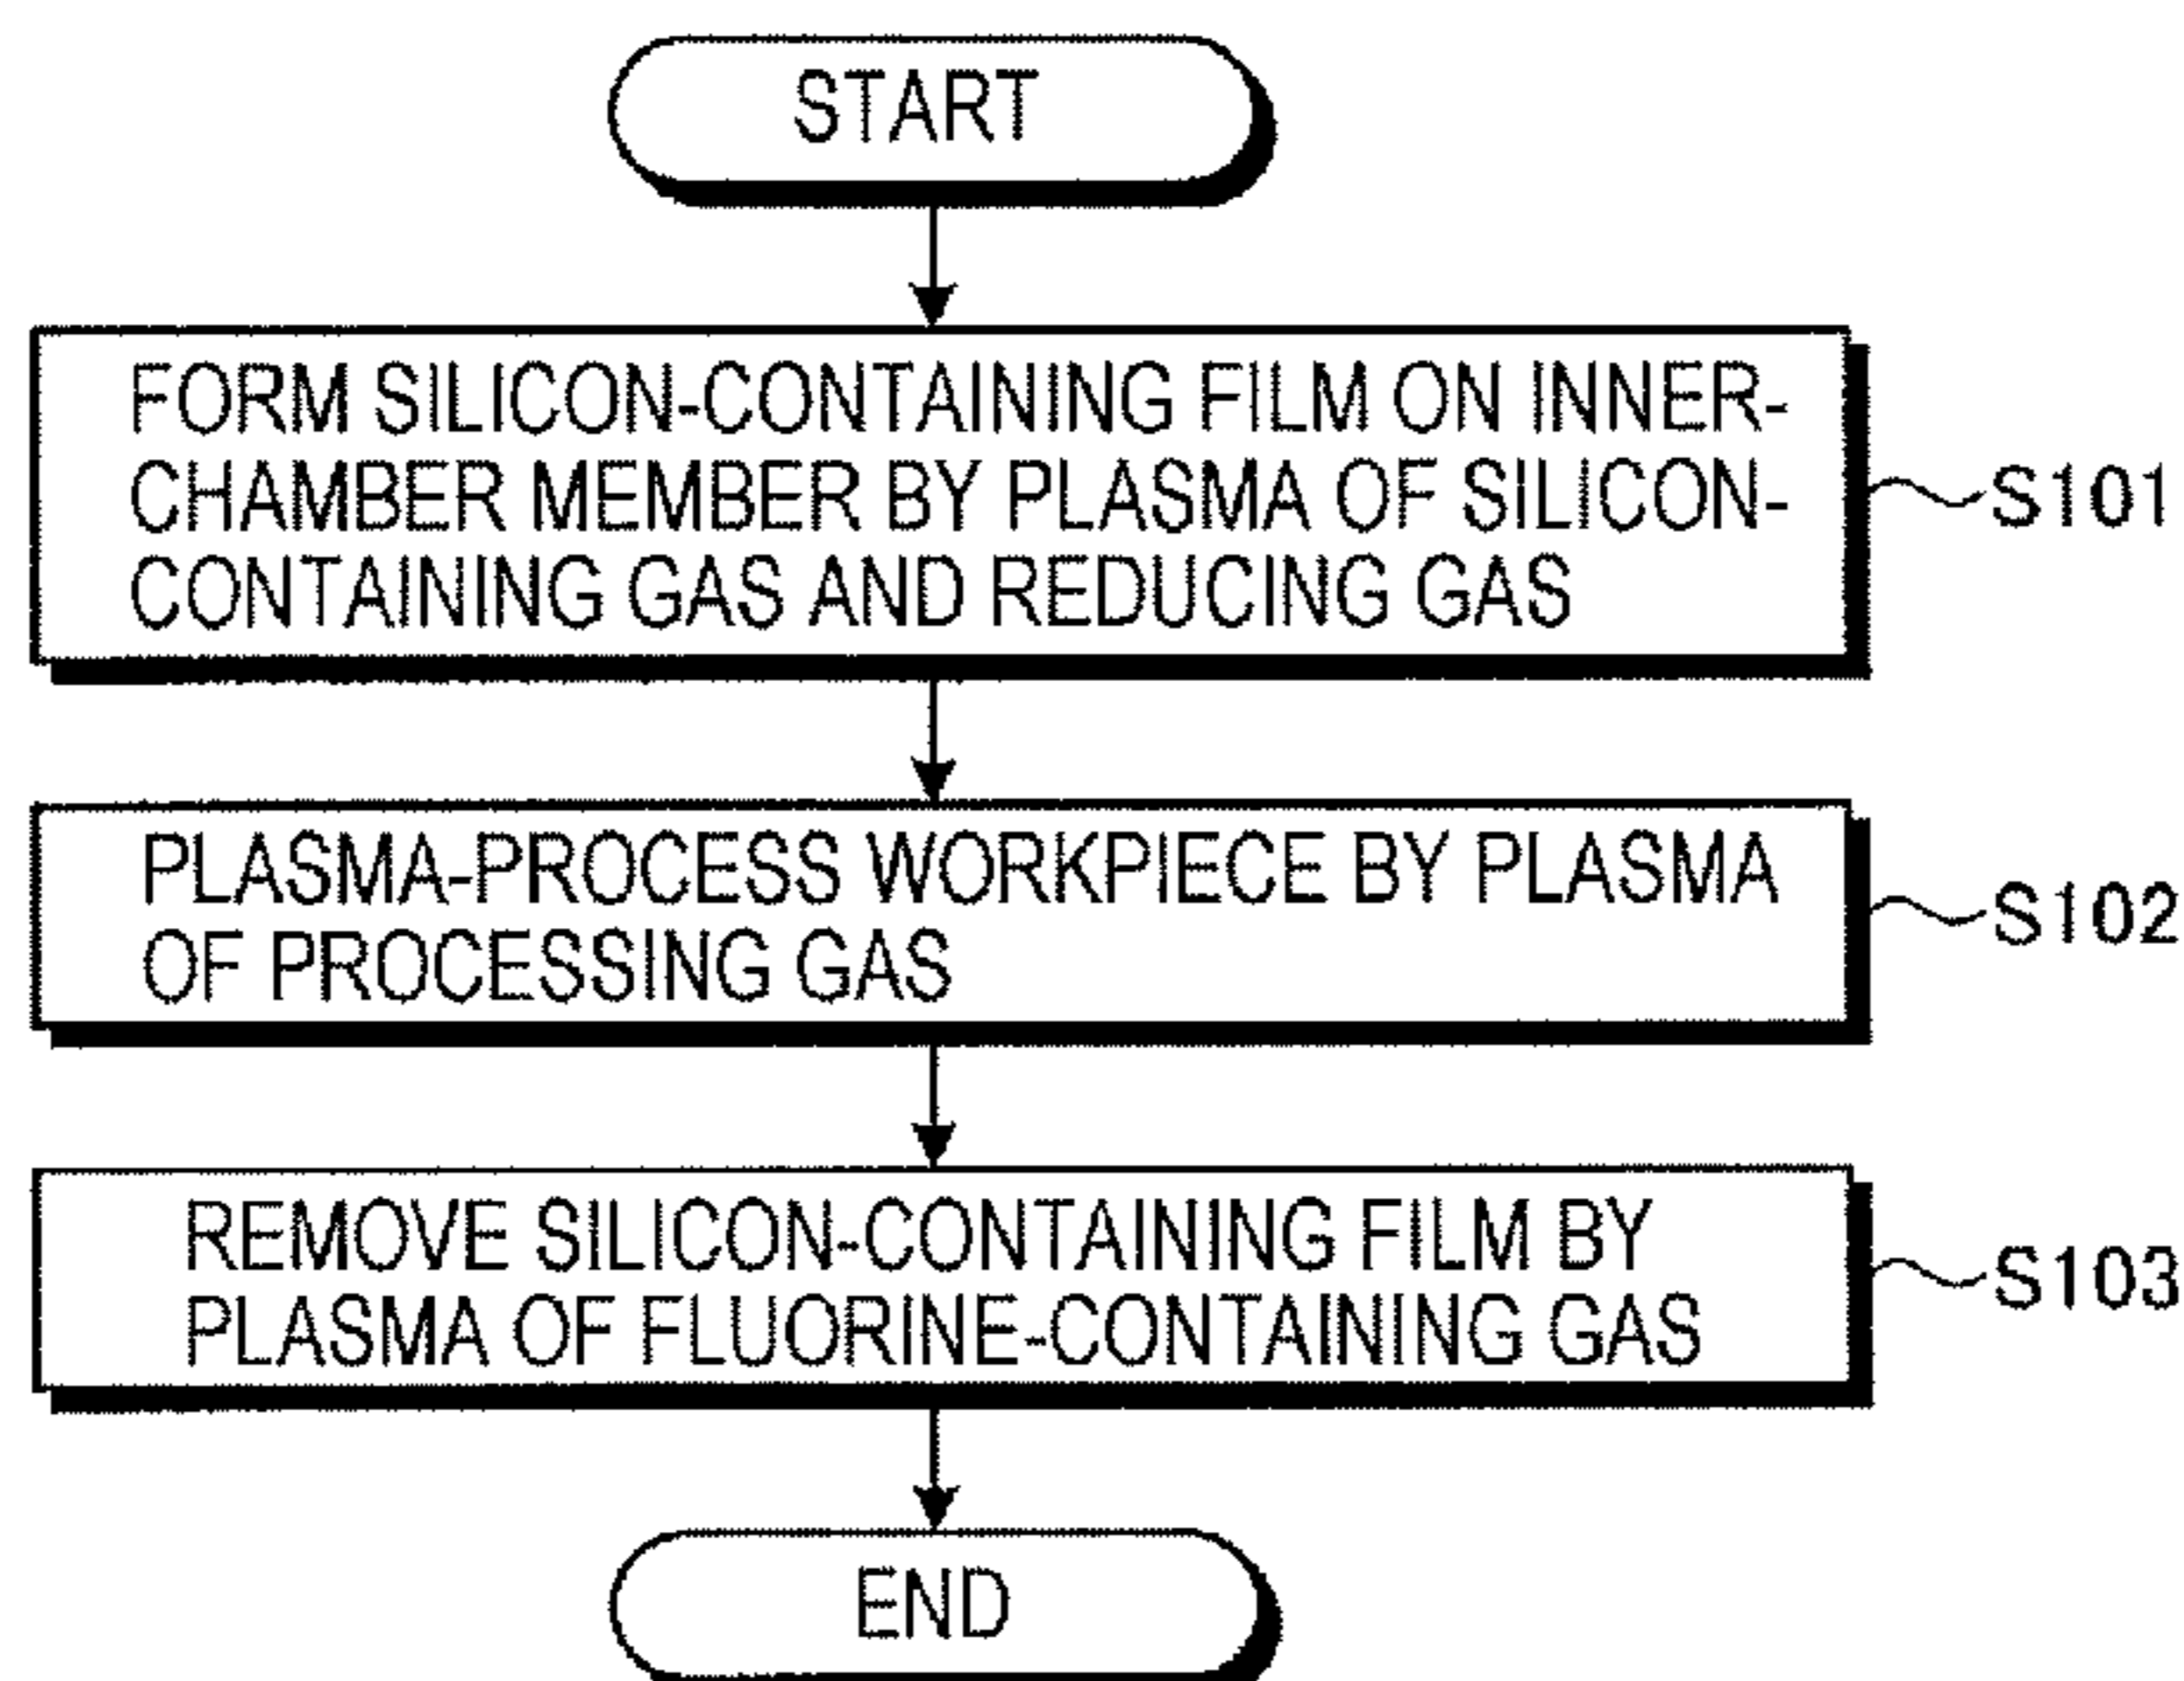 START
FORM SILICON-CONTAINING FILM ON INNER-
CHAMBER MEMBER BY PLASMA OF SILICON-
CONTAINING GAS AND REDUCING GAS
S101
PLASMA-PROCESS WORKPIECE BY PLASMA
OF PROCESSING GAS
S102
REMOVE SILICON-CONTAINING FILM BY
PLASMA OF FLUORINE-CONTAINING GAS
S103
END